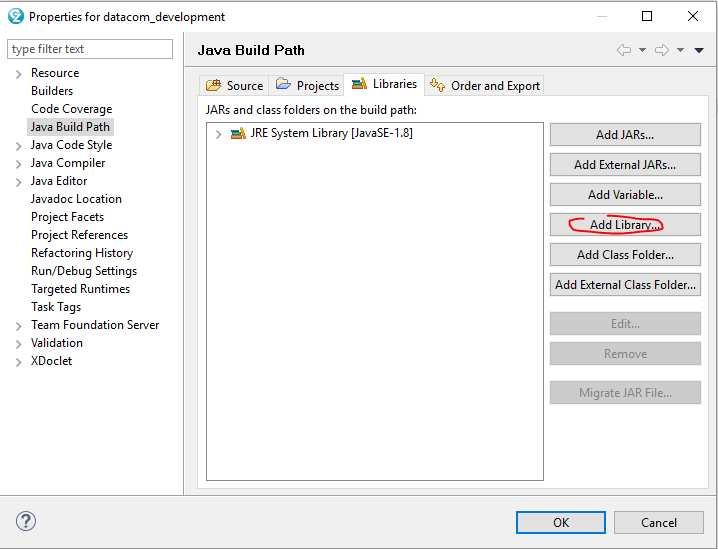 Properties for datacom_development
type filter text
Resource
Builders
Code Coverage
Java Build Path
Java Code Style
Java Compiler
Java Editor
Javadoc Location
Project Facets
Project References
Refactoring History
Run/Debug Settings
Targeted Runtimes
Task Tags
Team Foundation Server
Validation
XDoclet
Java Build Path
Source Projects Libraries Order and Export
JARs and class folders on the build path:
JRE System Library [JavaSE-1.8]
Add JARs...
Add External JARs...
Add Variable...
Add Library...
Add Class Folder...
Add External Class Folder...
Edit...
Remove
Migrate JAR File...
?
OK Cancel